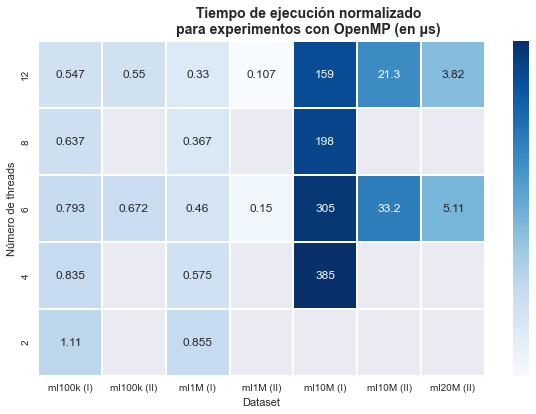 Tiempo de ejecución normalizado
para experimentos con OpenMP (en µs)
Número de threads
12 0.547 0.55 0.33 0.107 159 21.3 3.82
8 0.637 0.367 198
6 0.793 0.672 0.46 0.15 305 33.2 5.11
4 0.835 0.575 385
2 1.11 0.855
ml100k (I) ml100k (II) ml1M (I) ml1M (II) ml10M (I) ml10M (II) ml20M (II)
Dataset